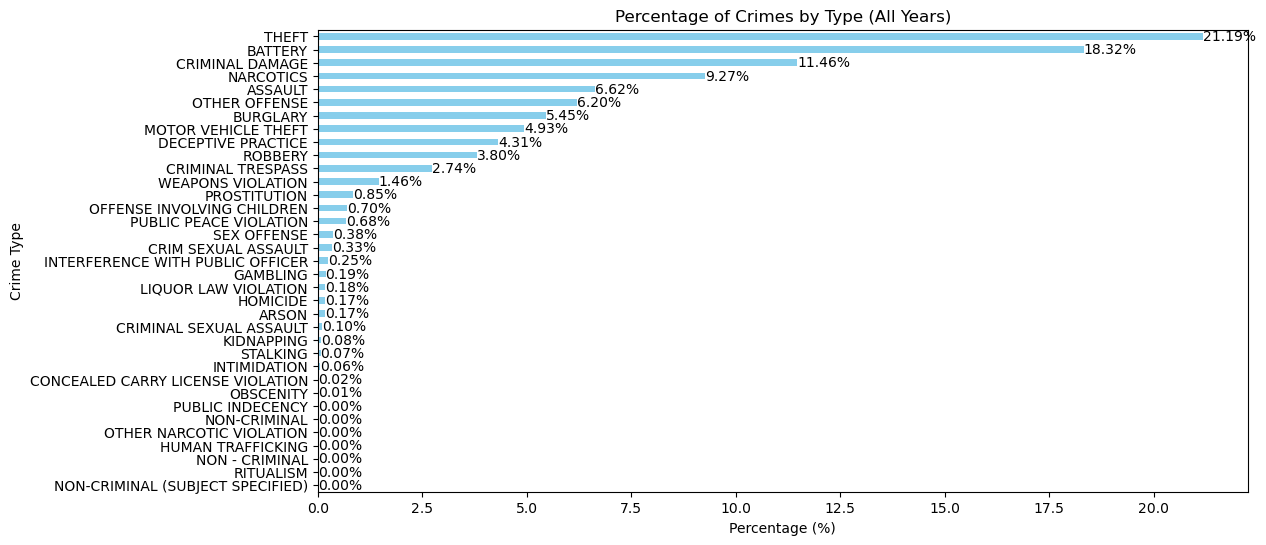 Percentage of Crimes by Type (All Years)
Crime Type
THEFT 21.19%
BATTERY 18.32%
CRIMINAL DAMAGE 11.46%
NARCOTICS 9.27%
ASSAULT 6.62%
OTHER OFFENSE 6.20%
BURGLARY 5.45%
MOTOR VEHICLE THEFT 4.93%
DECEPTIVE PRACTICE 4.31%
ROBBERY 3.80%
CRIMINAL TRESPASS 2.74%
WEAPONS VIOLATION 1.46%
PROSTITUTION 0.85%
OFFENSE INVOLVING CHILDREN 0.70%
PUBLIC PEACE VIOLATION 0.68%
SEX OFFENSE 0.38%
CRIM SEXUAL ASSAULT 0.33%
INTERFERENCE WITH PUBLIC OFFICER 0.25%
GAMBLING 0.19%
LIQUOR LAW VIOLATION 0.18%
HOMICIDE 0.17%
ARSON 0.17%
CRIMINAL SEXUAL ASSAULT 0.10%
KIDNAPPING 0.08%
STALKING 0.07%
INTIMIDATION 0.06%
CONCEALED CARRY LICENSE VIOLATION 0.02%
OBSCENITY 0.01%
PUBLIC INDECENCY 0.00%
NON-CRIMINAL 0.00%
OTHER NARCOTIC VIOLATION 0.00%
HUMAN TRAFFICKING 0.00%
NON - CRIMINAL 0.00%
RITUALISM 0.00%
NON-CRIMINAL (SUBJECT SPECIFIED) 0.00%
0.0 2.5 5.0 7.5 10.0 12.5 15.0 17.5 20.0
Percentage (%)